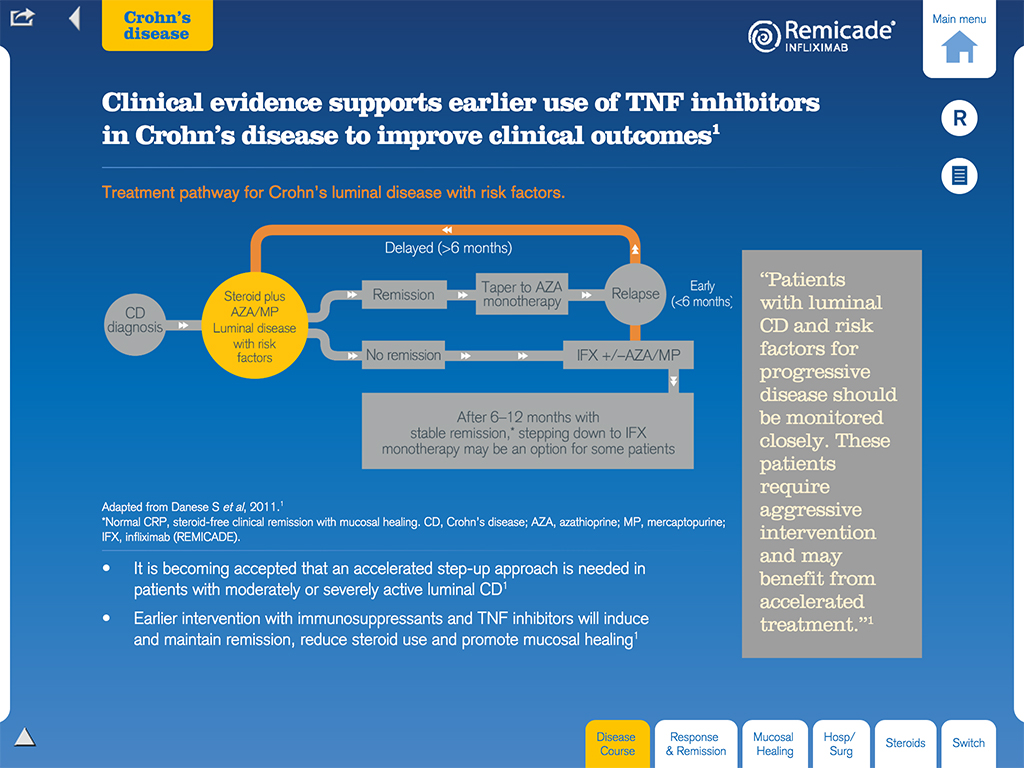 Crohn's
disease
Remicade®
INFLIXIMAB
Main menu
Clinical evidence supports earlier use of TNF inhibitors
in Crohn's disease to improve clinical outcomes¹
R
Treatment pathway for Crohn's luminal disease with risk factors.
Delayed (>6 months)
CD
diagnosis
Steroid plus
AZA/MP
Luminal disease
with risk
factors
Remission
Taper to AZA
monotherapy
Relapse
Early
(<6 months)
No remission
IFX +/–AZA/MP
After 6–12 months with
stable remission,* stepping down to IFX
monotherapy may be an option for some patients
"Patients
with luminal
CD and risk
factors for
progressive
disease should
be monitored
closely. These
patients
require
aggressive
intervention
and may
benefit from
accelerated
treatment."¹
Adapted from Danese S et al, 2011.¹
*Normal CRP, steroid-free clinical remission with mucosal healing. CD, Crohn's disease; AZA, azathioprine; MP, mercaptopurine;
IFX, infliximab (REMICADE).
• It is becoming accepted that an accelerated step-up approach is needed in
patients with moderately or severely active luminal CD¹
• Earlier intervention with immunosuppressants and TNF inhibitors will induce
and maintain remission, reduce steroid use and promote mucosal healing¹
Disease
Course
Response
& Remission
Mucosal
Healing
Hosp/
Surg
Steroids
Switch